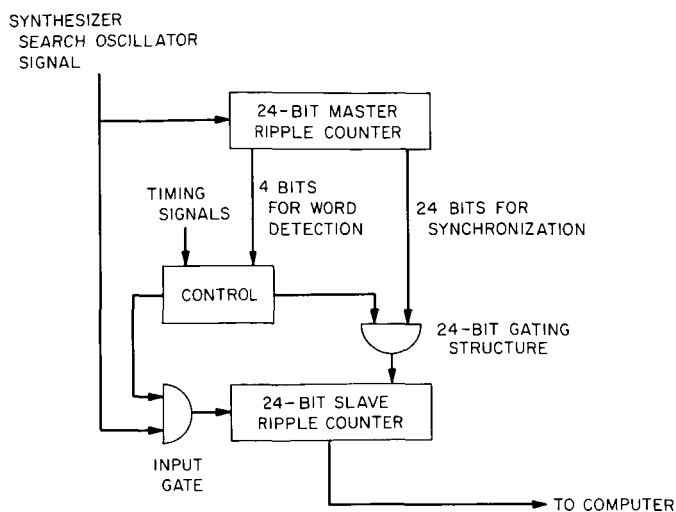 SYNTHESIZER
SEARCH OSCILLATOR
SIGNAL
24-BIT MASTER
RIPPLE COUNTER
TIMING
SIGNALS
4 BITS
FOR WORD
DETECTION
24 BITS FOR
SYNCHRONIZATION
CONTROL
24-BIT GATING
STRUCTURE
24-BIT SLAVE
RIPPLE COUNTER
INPUT
GATE
TO COMPUTER